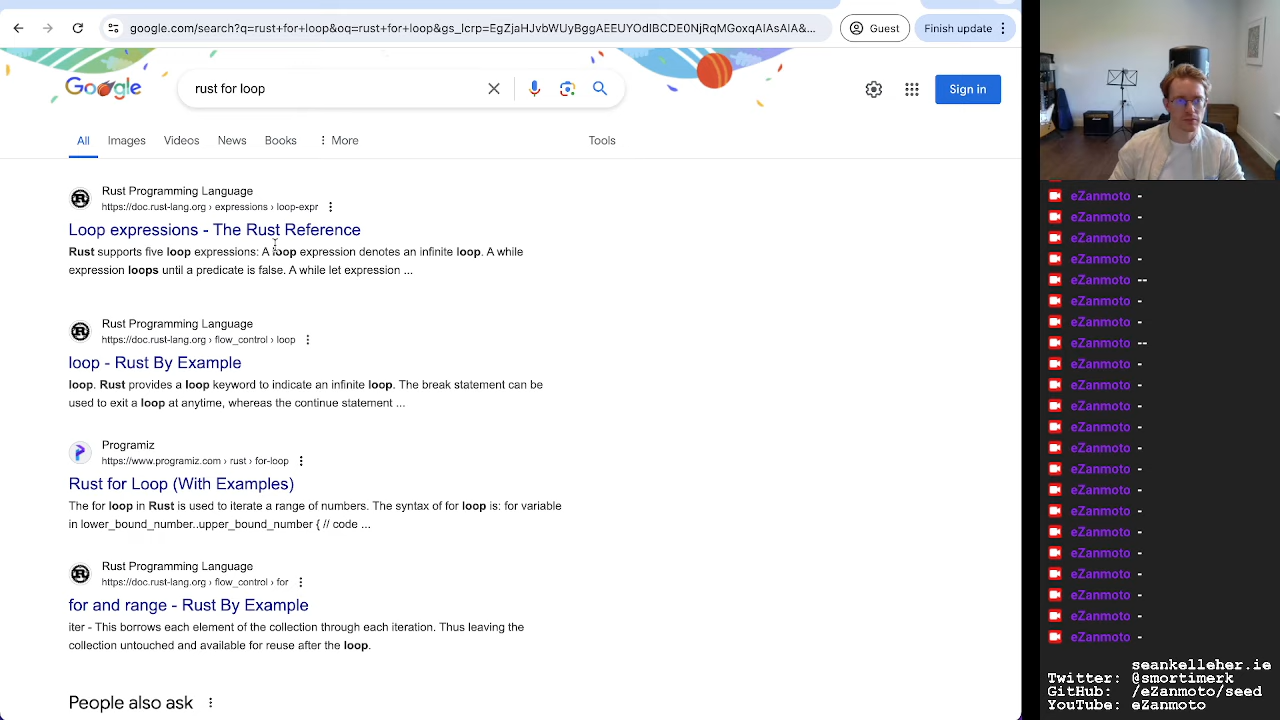 google.com/search?q=rust+for+loop&oq=rust+for+loop&gs_lcrp=EgZjaHJvbWUyBggAEEUYOdIBCDE0NjRqMGoxqAIAsAIA&...
Guest
Finish update
Google
rust for loop
Sign in
All
Images
Videos
News
Books
More
Tools
Rust Programming Language
https://doc.rust-lang.org › expressions › loop-expr
Loop expressions - The Rust Reference
Rust supports five loop expressions: A loop expression denotes an infinite loop. A while
expression loops until a predicate is false. A while let expression ...
Rust Programming Language
https://doc.rust-lang.org › flow_control › loop
loop - Rust By Example
loop. Rust provides a loop keyword to indicate an infinite loop. The break statement can be
used to exit a loop at anytime, whereas the continue statement ...
Programiz
https://www.programiz.com › rust › for-loop
Rust for Loop (With Examples)
The for loop in Rust is used to iterate a range of numbers. The syntax of for loop is: for variable
in lower_bound_number..upper_bound_number { // code ...
Rust Programming Language
https://doc.rust-lang.org › flow_control › for
for and range - Rust By Example
iter - This borrows each element of the collection through each iteration. Thus leaving the
collection untouched and available for reuse after the loop.
People also ask
eZanmoto -
eZanmoto -
eZanmoto -
eZanmoto -
eZanmoto --
eZanmoto -
eZanmoto -
eZanmoto --
eZanmoto -
eZanmoto -
eZanmoto -
eZanmoto -
eZanmoto -
eZanmoto -
eZanmoto -
eZanmoto -
eZanmoto -
eZanmoto -
eZanmoto -
eZanmoto -
eZanmoto -
eZanmoto -
seankelleher.ie
Twitter: @smortimerk
GitHub: /eZanmoto/seed
YouTube: eZanmoto